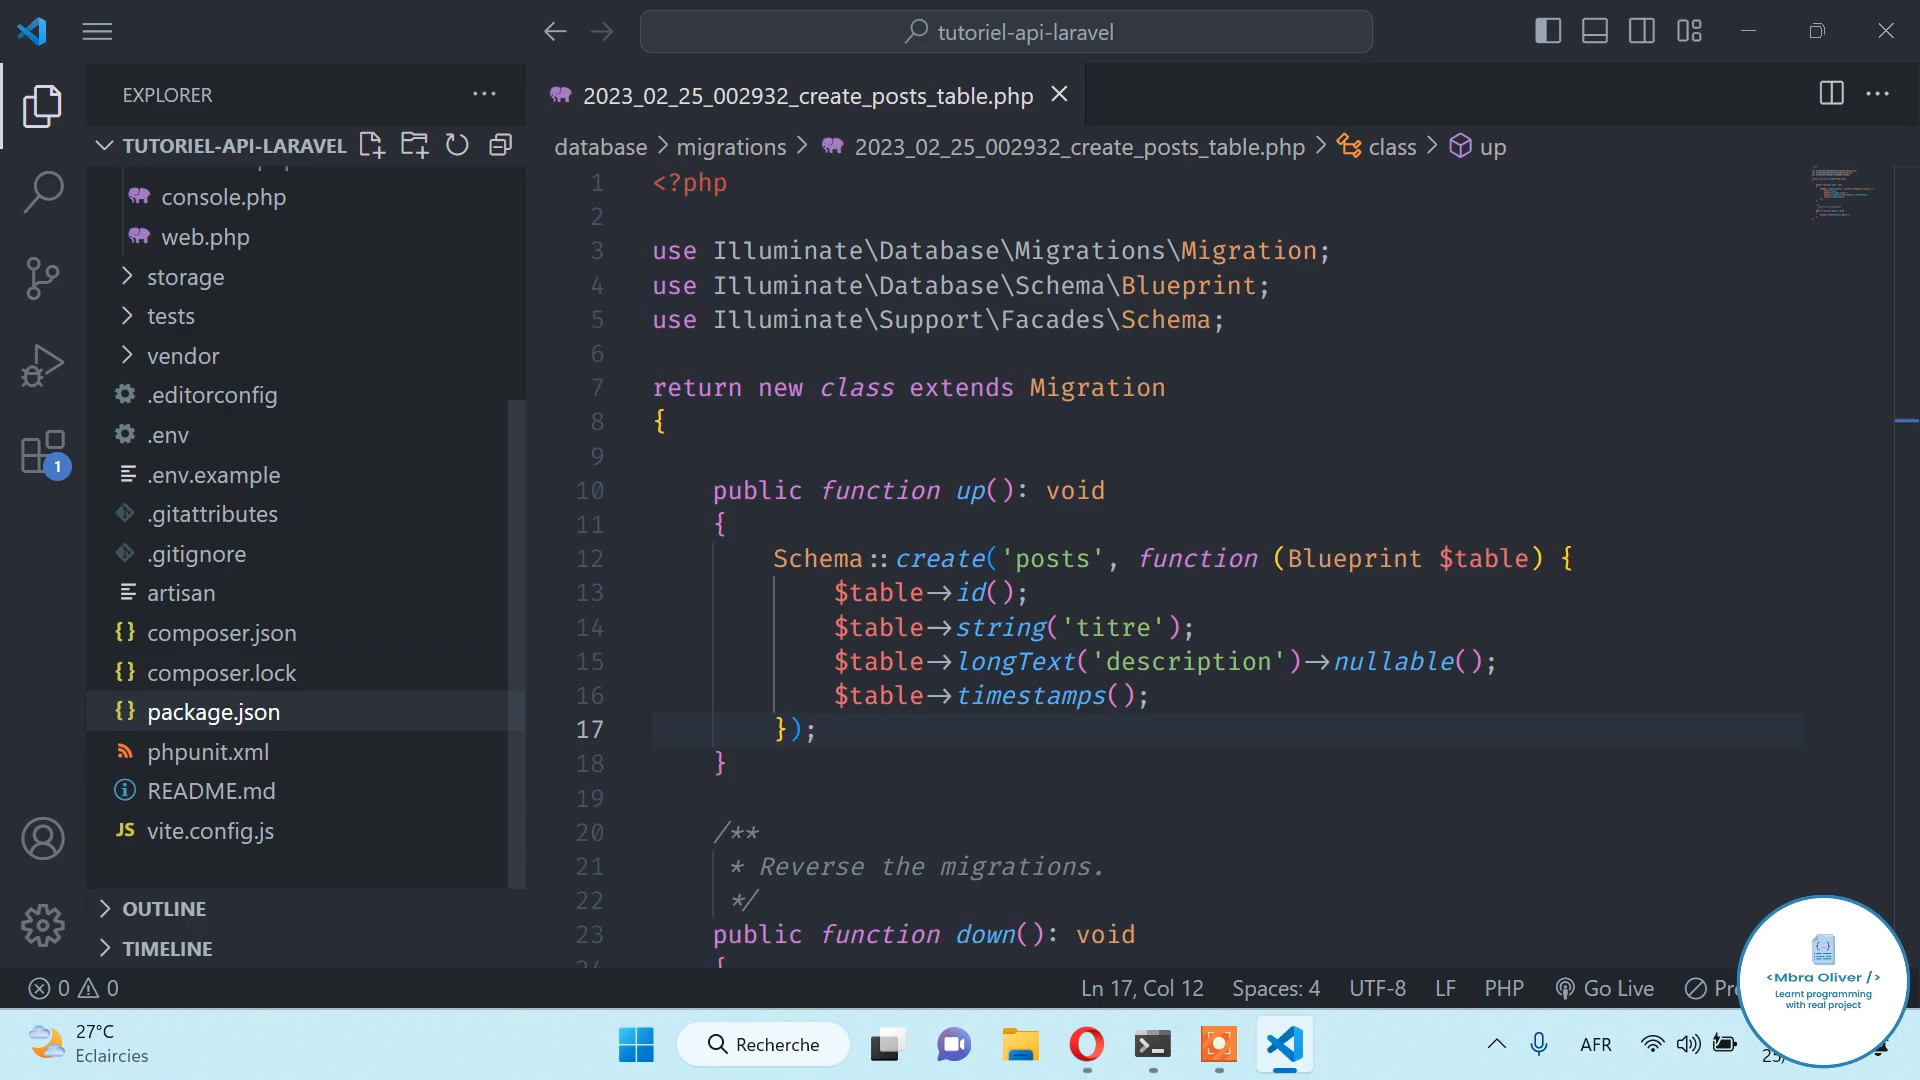 tutoriel-api-laravel
EXPLORER
2023_02_25_002932_create_posts_table.php
TUTORIEL-API-LARAVEL
database > migrations > 2023_02_25_002932_create_posts_table.php > class > up
console.php
web.php
storage
tests
vendor
.editorconfig
.env
.env.example
.gitattributes
.gitignore
artisan
composer.json
composer.lock
package.json
phpunit.xml
README.md
JS vite.config.js
OUTLINE
TIMELINE
1 <?php
2
3 use Illuminate\Database\Migrations\Migration;
4 use Illuminate\Database\Schema\Blueprint;
5 use Illuminate\Support\Facades\Schema;
6
7 return new class extends Migration
8 {
9
10 public function up(): void
11 {
12 Schema::create('posts', function (Blueprint $table) {
13 $table->id();
14 $table->string('titre');
15 $table->longText('description')->nullable();
16 $table->timestamps();
17 });
18 }
19
20 /**
21 * Reverse the migrations.
22 */
23 public function down(): void
24 {
1
0 0
Ln 17, Col 12 Spaces: 4 UTF-8 LF PHP Go Live
{...}
<Mbra Oliver />
Learnt programming
with real project
27°C
Eclaircies
Recherche
AFR